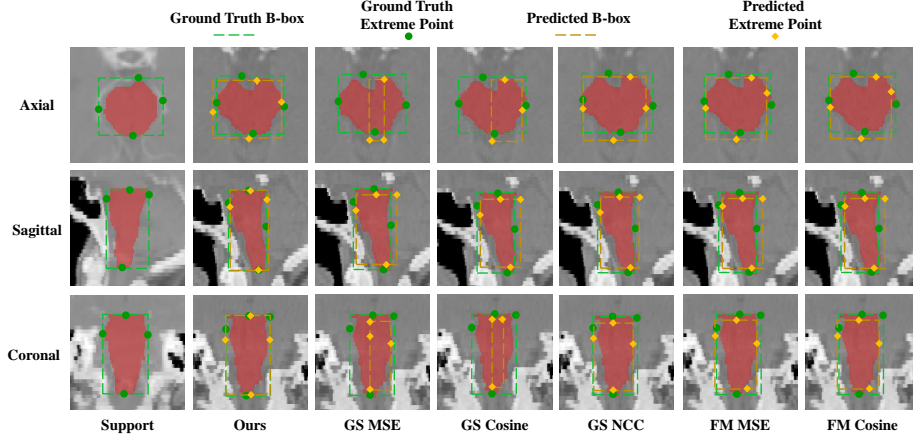 Ground Truth B-box
Ground Truth
Extreme Point
Predicted B-box
Predicted
Extreme Point
Axial
Sagittal
Coronal
Support
Ours
GS MSE
GS Cosine
GS NCC
FM MSE
FM Cosine